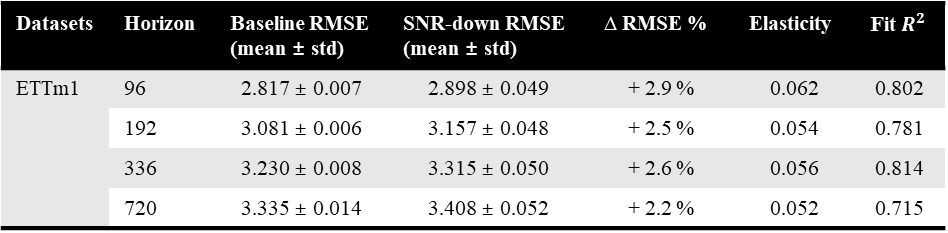 Datasets Horizon Baseline RMSE (mean ± std) SNR-down RMSE (mean ± std) Δ RMSE % Elasticity Fit R²
ETTm1 96 2.817 ± 0.007 2.898 ± 0.049 + 2.9 % 0.062 0.802
192 3.081 ± 0.006 3.157 ± 0.048 + 2.5 % 0.054 0.781
336 3.230 ± 0.008 3.315 ± 0.050 + 2.6 % 0.056 0.814
720 3.335 ± 0.014 3.408 ± 0.052 + 2.2 % 0.052 0.715